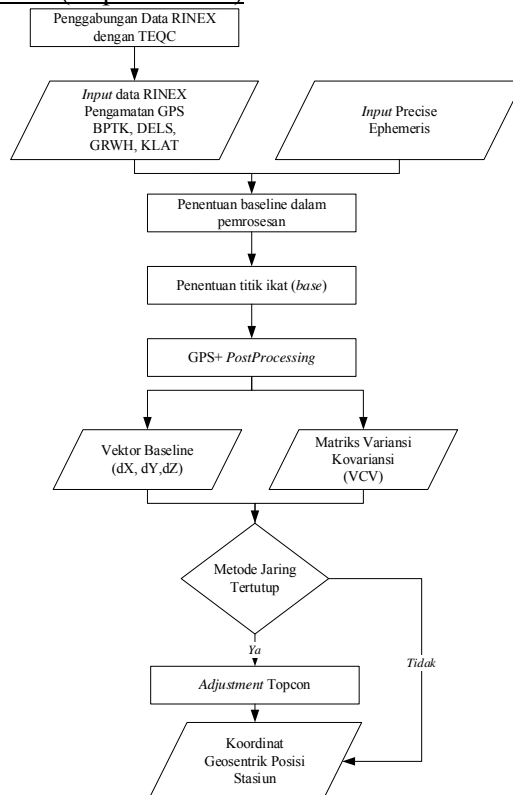 Penggabungan Data RINEX
dengan TEQC
Input data RINEX
Pengamatan GPS
BPTK, DELS,
GRWH, KLAT
Input Precise
Ephemeris
Penentuan baseline dalam
pemrosesan
Penentuan titik ikat (base)
GPS+ PostProcessing
Vektor Baseline
(dX, dY,dZ)
Matriks Variansi
Kovariansi
(VCV)
Metode Jaring
Tertutup
Ya
Tidak
Adjustment Topcon
Koordinat
Geosentrik Posisi
Stasiun